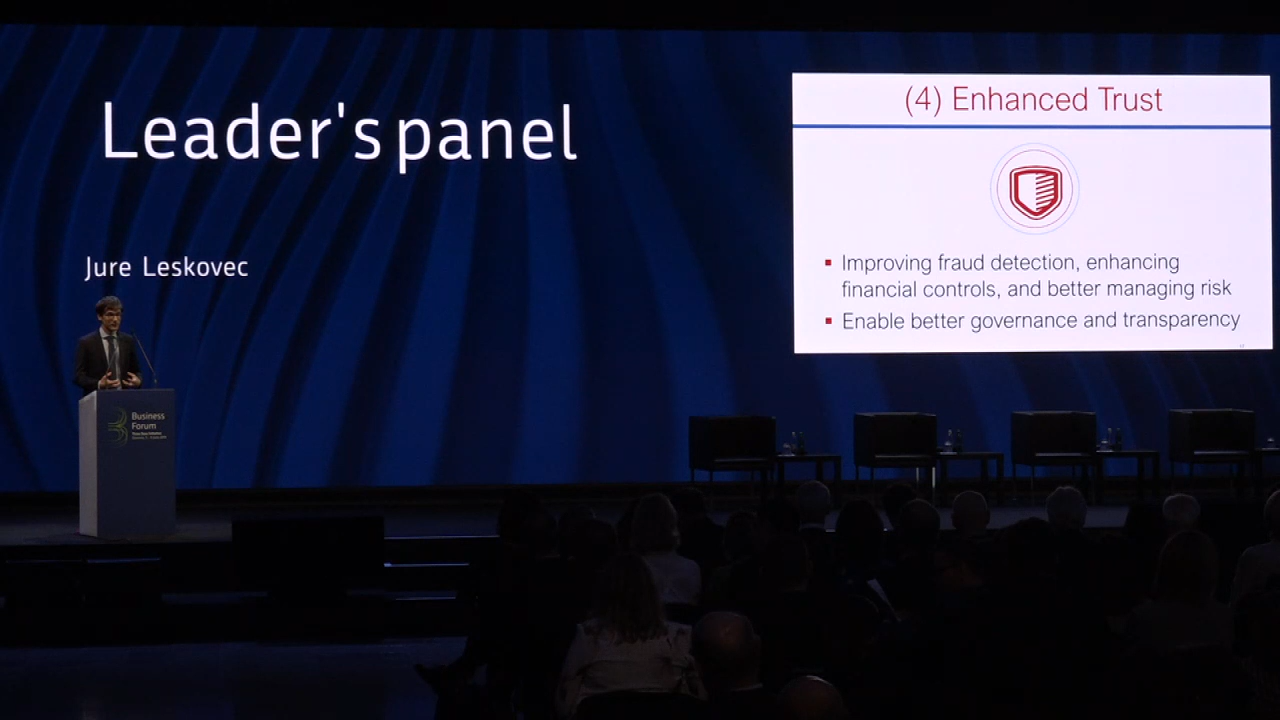 Leader's panel
Jure Leskovec
(4) Enhanced Trust
Improving fraud detection, enhancing
financial controls, and better managing risk
Enable better governance and transparency
Business
Forum